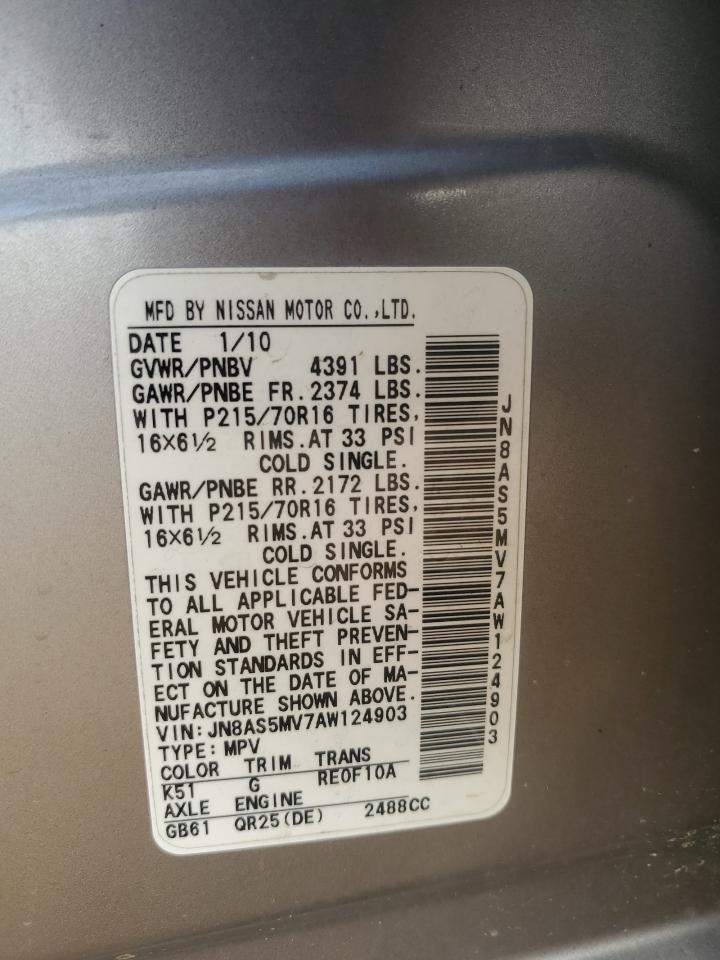 MFD BY NISSAN MOTOR CO.,LTD.
DATE 1/10
GVWR/PNBV 4391 LBS.
GAWR/PNBE FR.2374 LBS.
WITH P215/70R16 TIRES,
16×6½ RIMS.AT 33 PSI
COLD SINGLE.
GAWR/PNBE RR.2172 LBS.
WITH P215/70R16 TIRES,
16×6½ RIMS.AT 33 PSI
COLD SINGLE.
THIS VEHICLE CONFORMS
TO ALL APPLICABLE FED-
ERAL MOTOR VEHICLE SA-
FETY AND THEFT PREVEN-
TION STANDARDS IN EFF-
ECT ON THE DATE OF MA-
NUFACTURE SHOWN ABOVE.
VIN:JN8AS5MV7AW124903
TYPE:MPV
COLOR TRIM TRANS
K51 G RE0F10A
AXLE ENGINE
GB61 QR25(DE) 2488CC
JN8AS5MV7AW124903